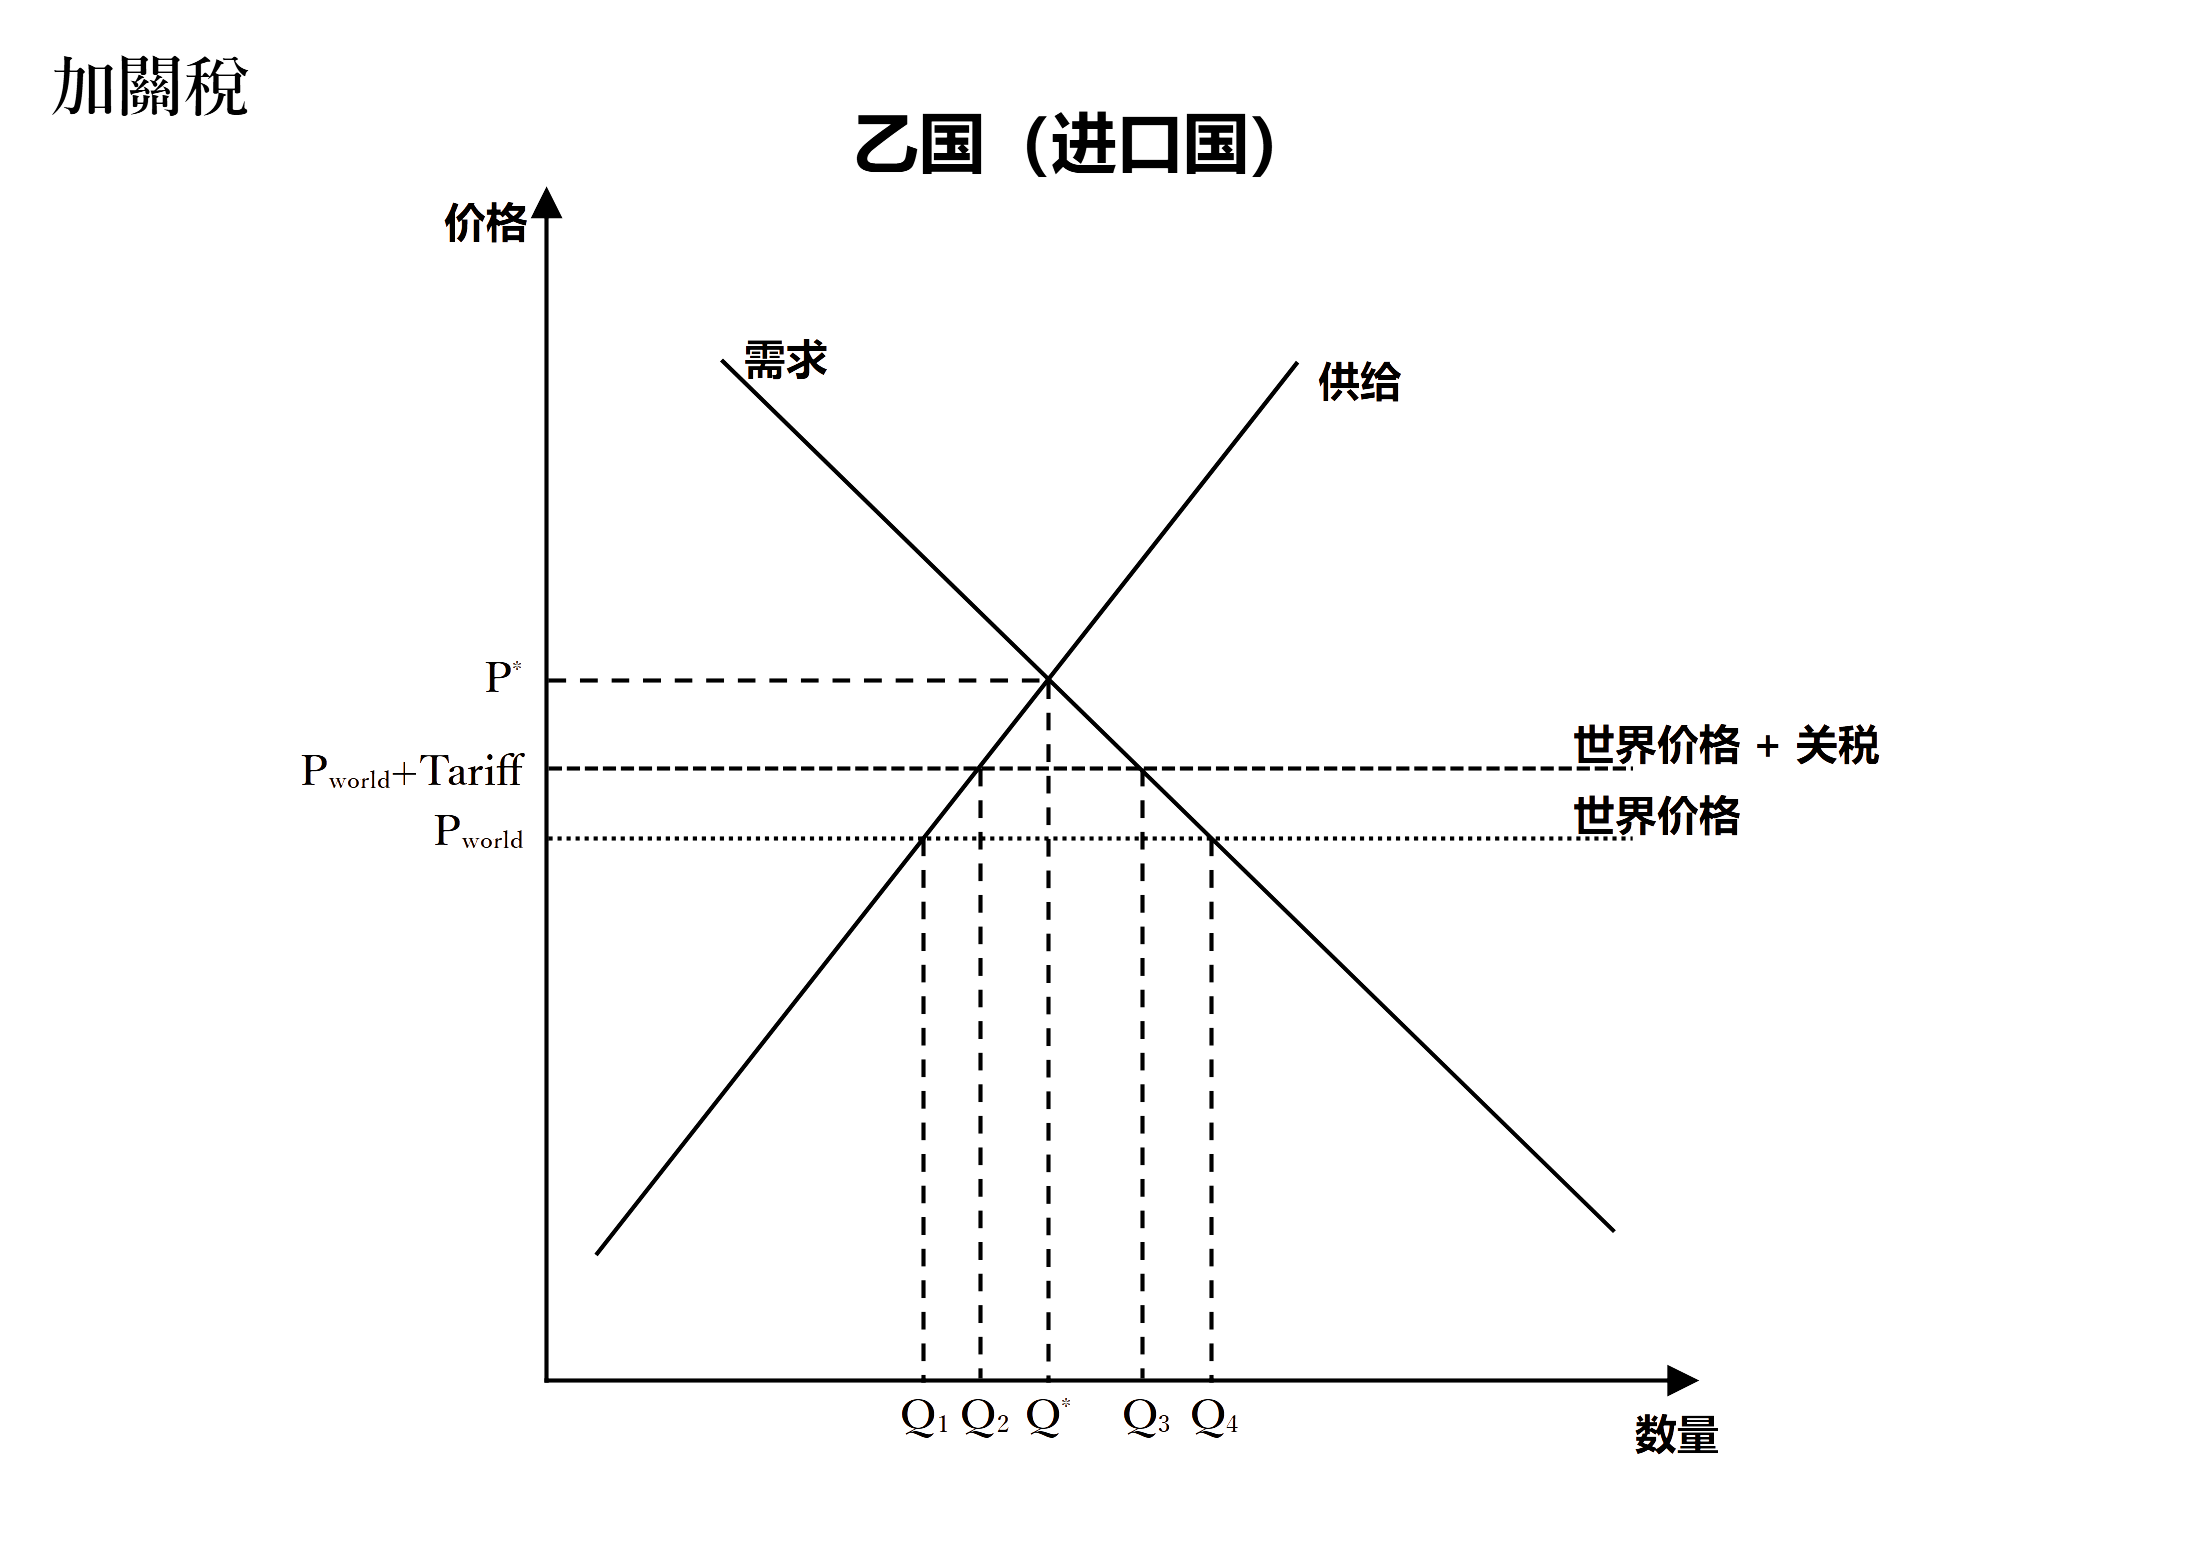 加關稅
乙国（进口国）
价格
需求
供给
P*
世界价格 + 关税
Pworld+Tariff
世界价格
Pworld
Q1 Q2 Q* Q3 Q4
数量